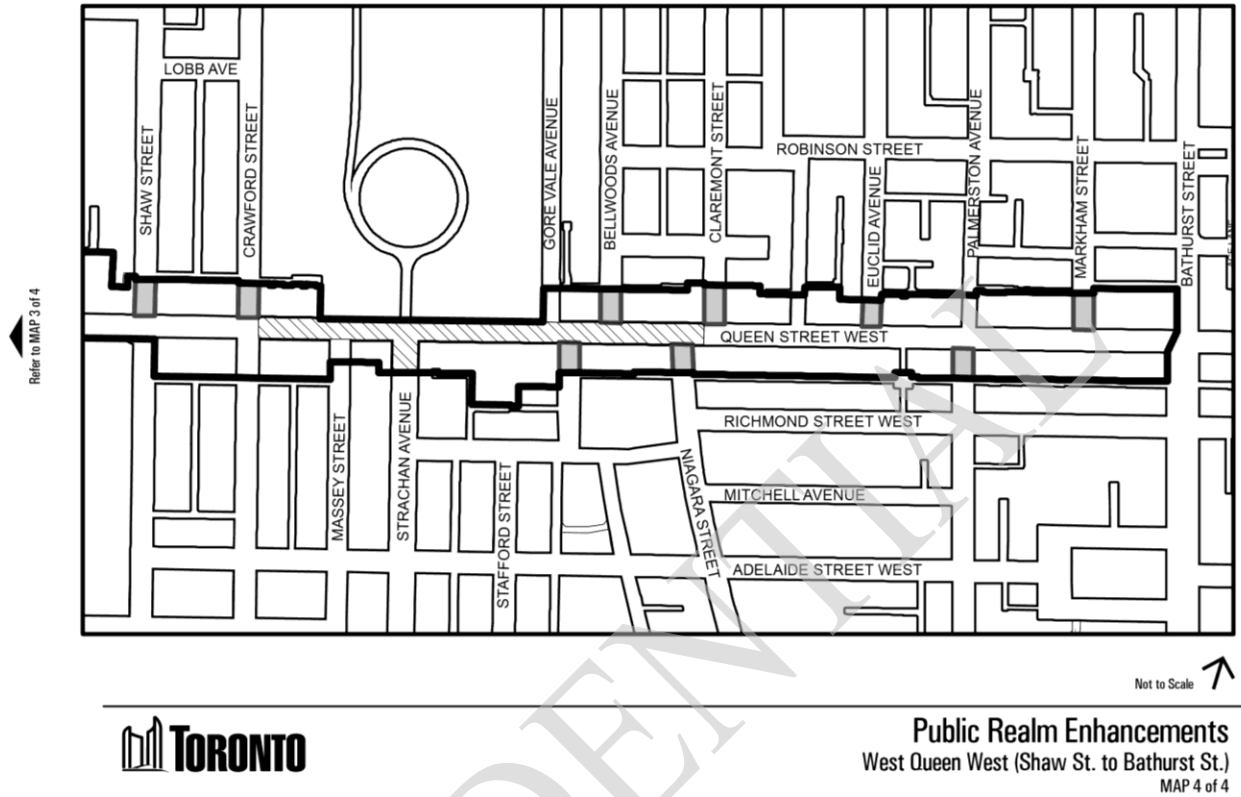 LOBB AVE
SHAW STREET
CRAWFORD STREET
GORE VALE AVENUE
BELLWOODS AVENUE
CLAREMONT STREET
ROBINSON STREET
EUCLID AVENUE
PALMERSTON AVENUE
MARKHAM STREET
BATHURST STREET
QUEEN STREET WEST
Refer to MAP 3 of 4
MASSEY STREET
STRACHAN AVENUE
STAFFORD STREET
NIAGARA STREET
RICHMOND STREET WEST
MITCHELL AVENUE
ADELAIDE STREET WEST
Not to Scale
TORONTO
Public Realm Enhancements
West Queen West (Shaw St. to Bathurst St.)
MAP 4 of 4
DENTIAL